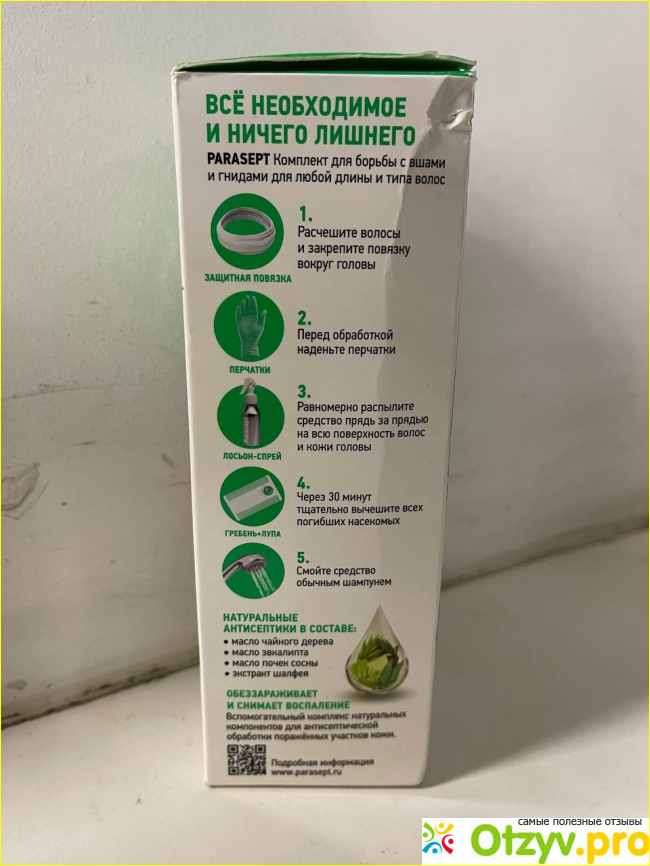 ВСЁ НЕОБХОДИМОЕ
И НИЧЕГО ЛИШНЕГО
PARASEPT Комплект для борьбы с вшами
и гнидами для любой длины и типа волос
1.
Расчешите волосы
и закрепите повязку
вокруг головы
ЗАЩИТНАЯ ПОВЯЗКА
2.
Перед обработкой
наденьте перчатки
ПЕРЧАТКИ
3.
Равномерно распылите
средство прядь за прядью
на всю поверхность волос
и кожи головы
ЛОСЬОН-СПРЕЙ
4.
Через 30 минут
тщательно вычешите всех
погибших насекомых
ГРЕБЕНЬ+ЛУПА
5.
Смойте средство
обычным шампунем
НАТУРАЛЬНЫЕ
АНТИСЕПТИКИ В СОСТАВЕ:
• масло чайного дерева
• масло эвкалипта
• масло почек сосны
• экстракт шалфея
ОБЕЗЗАРАЖИВАЕТ
И СНИМАЕТ ВОСПАЛЕНИЕ
Вспомогательный комплекс натуральных
компонентов для антисептической
обработки поражённых участков кожи.
Подробная информация
www.parasept.ru
самые полезные отзывы
Otzyv.pro